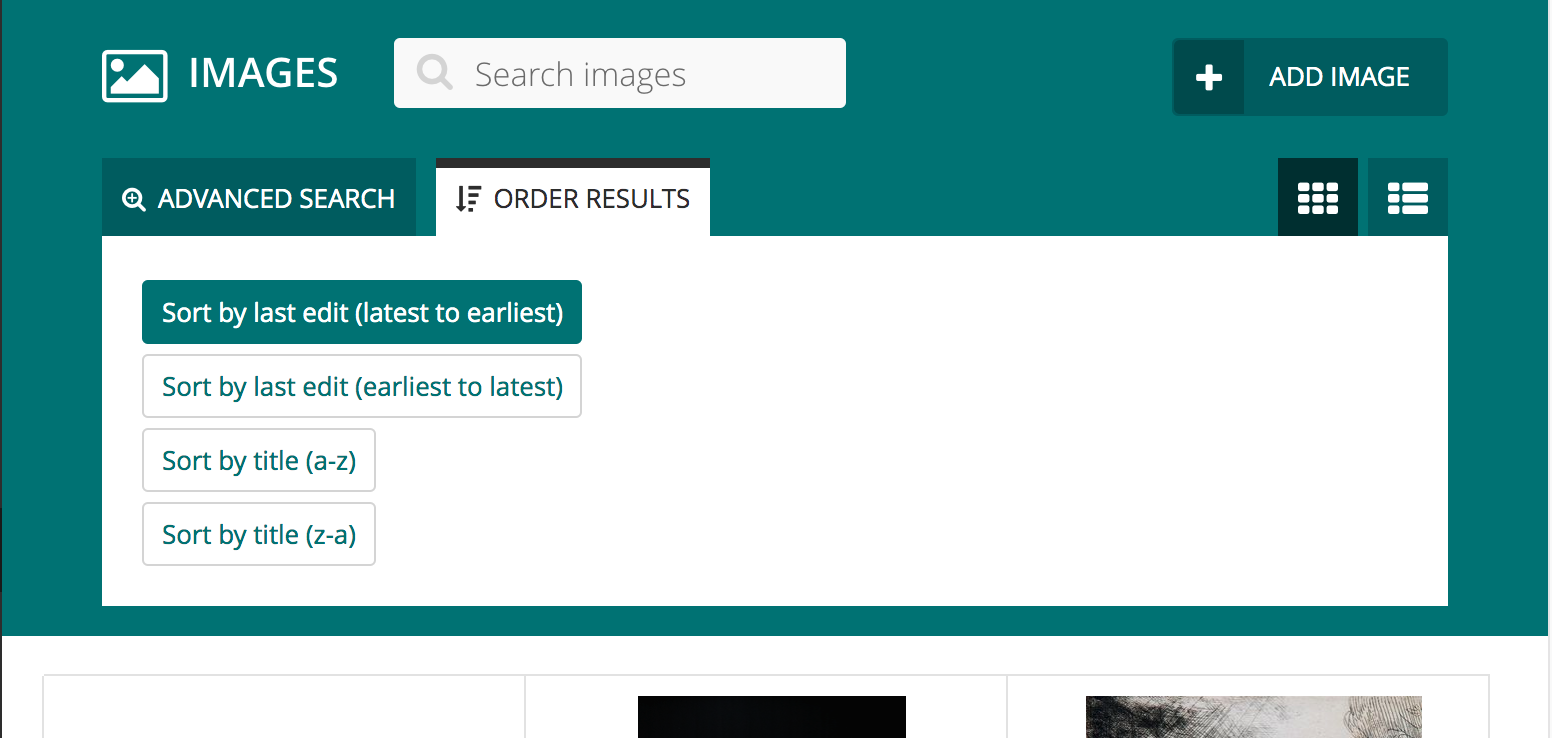 IMAGES
Search images
ADD IMAGE
ADVANCED SEARCH
ORDER RESULTS
Sort by last edit (latest to earliest)
Sort by last edit (earliest to latest)
Sort by title (a-z)
Sort by title (z-a)